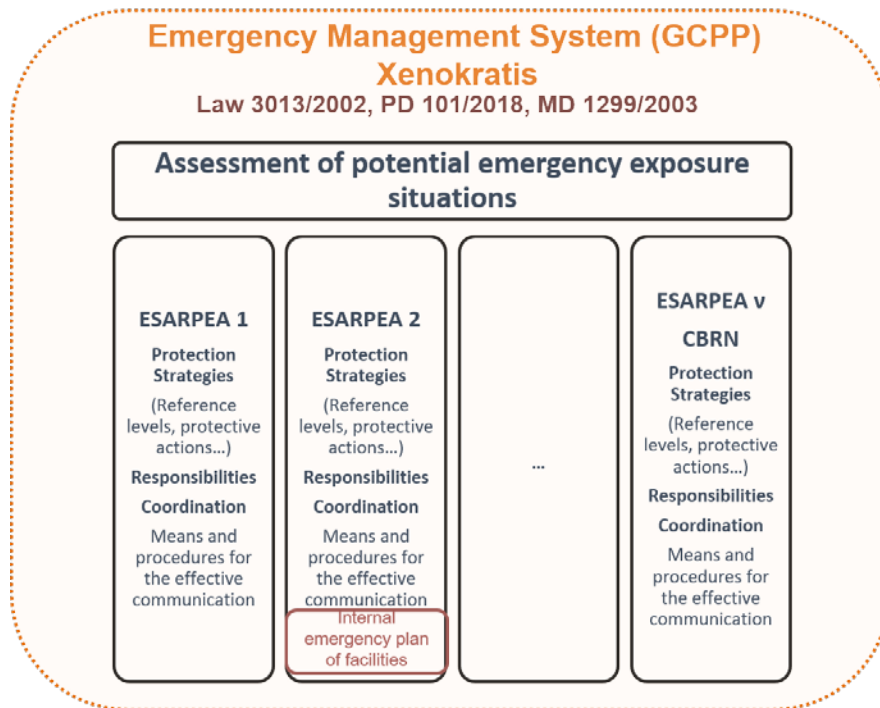 Emergency Management System (GCPP)
Xenokratis
Law 3013/2002, PD 101/2018, MD 1299/2003
Assessment of potential emergency exposure
situations
ESARPEA 1
Protection
Strategies
(Reference
levels, protective
actions...)
Responsibilities
Coordination
Means and
procedures for
the effective
communication
ESARPEA 2
Protection
Strategies
(Reference
levels, protective
actions...)
Responsibilities
Coordination
Means and
procedures for
the effective
communication
Internal
emergency plan
of facilities
...
ESARPEA ν
CBRN
Protection
Strategies
(Reference
levels, protective
actions...)
Responsibilities
Coordination
Means and
procedures for
the effective
communication